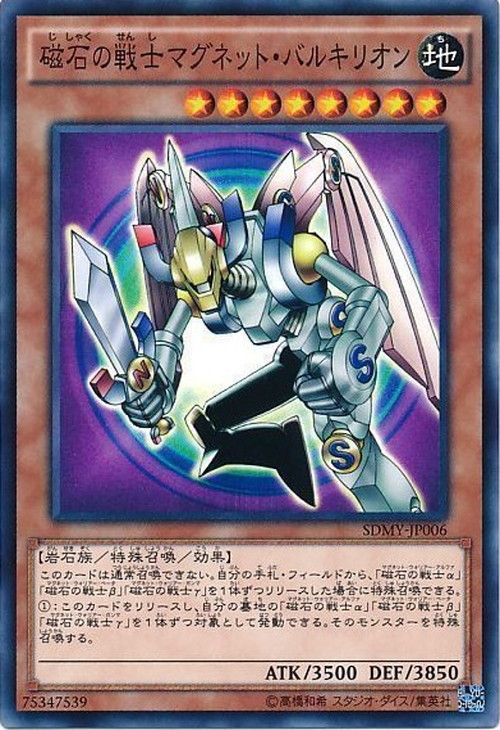 じしゃく せんし
磁石の戦士マグネット・バルキリオン
ち
地
N
S
S
SDMY-JP006
【岩石族／特殊召喚／効果】
このカードは通常召喚できない。自分の手札・フィールドから、「磁石の戦士α」
「磁石の戦士β」「磁石の戦士γ」を１体ずつリリースした場合に特殊召喚できる。
①：このカードをリリースし、自分の墓地の「磁石の戦士α」「磁石の戦士β」
「磁石の戦士γ」を１体ずつ対象として発動できる。そのモンスターを特殊
召喚する。
ATK/3500 DEF/3850
75347539 ©高橋和希 スタジオ・ダイス/集英社